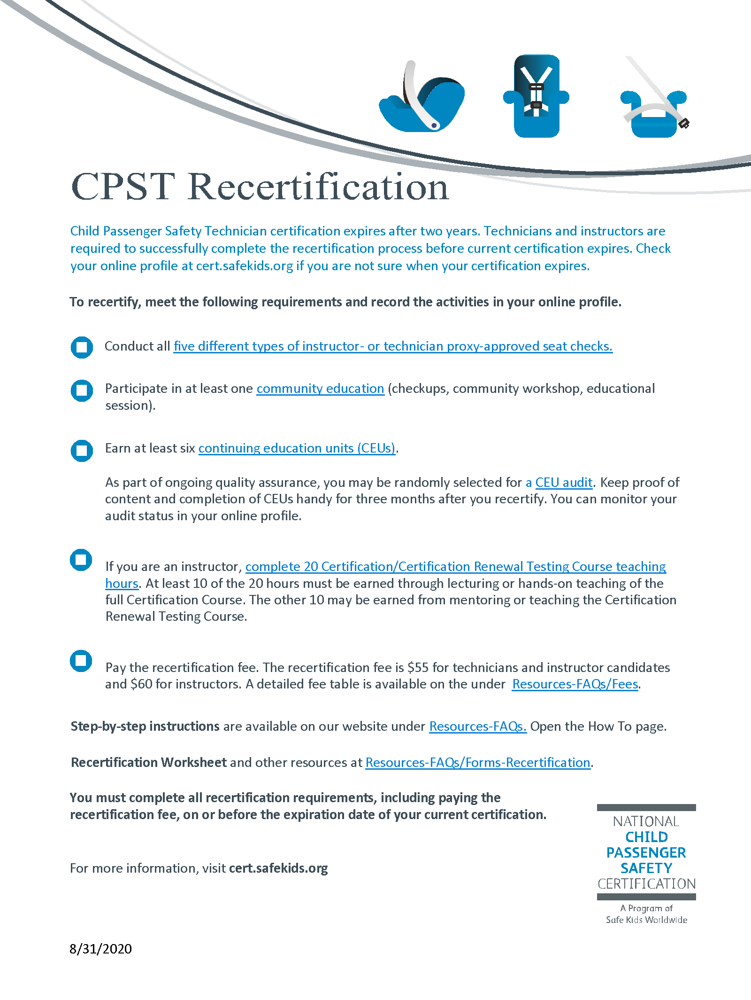 CPST Recertification
Child Passenger Safety Technician certification expires after two years. Technicians and instructors are
required to successfully complete the recertification process before current certification expires. Check
your online profile at cert.safekids.org if you are not sure when your certification expires.
To recertify, meet the following requirements and record the activities in your online profile.
Conduct all five different types of instructor- or technician proxy-approved seat checks.
Participate in at least one community education (checkups, community workshop, educational
session).
Earn at least six continuing education units (CEUs).
As part of ongoing quality assurance, you may be randomly selected for a CEU audit. Keep proof of
content and completion of CEUs handy for three months after you recertify. You can monitor your
audit status in your online profile.
If you are an instructor, complete 20 Certification/Certification Renewal Testing Course teaching
hours. At least 10 of the 20 hours must be earned through lecturing or hands-on teaching of the
full Certification Course. The other 10 may be earned from mentoring or teaching the Certification
Renewal Testing Course.
Pay the recertification fee. The recertification fee is $55 for technicians and instructor candidates
and $60 for instructors. A detailed fee table is available on the under Resources-FAQs/Fees.
Step-by-step instructions are available on our website under Resources-FAQs. Open the How To page.
Recertification Worksheet and other resources at Resources-FAQs/Forms-Recertification.
You must complete all recertification requirements, including paying the
recertification fee, on or before the expiration date of your current certification.
For more information, visit cert.safekids.org
NATIONAL
CHILD
PASSENGER
SAFETY
CERTIFICATION
A Program of
Safe Kids Worldwide
8/31/2020